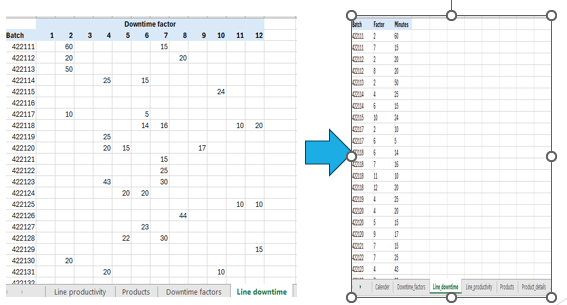 Downtime factor
Batch 1 2 3 4 5 6 7 8 9 10 11 12
422111 60 15
422112 20 20
422113 50
422114 25 15
422115 24
422116
422117 10 5
422118 14 16 10 20
422119 25
422120 20 15 17
422121 15
422122 25
422123 43 30
422124 20 20
422125 10 10
422126 44
422127 23
422128 22 30
422129 15
422130 20
422131 20 10
422132
Line productivity Products Downtime factors Line downtime
Batch Factor Minutes
422111 2 60
422111 7 15
422112 2 20
422112 8 20
422113 2 50
422114 4 25
422114 6 15
422115 10 24
422117 2 10
422117 6 5
422118 6 14
422118 7 16
422118 11 10
422118 12 20
422119 4 25
422120 4 20
422120 5 15
422120 9 17
422121 7 15
422122 7 25
422123 4 43
Calendar Downtime_factors Line downtime Line_productivity Products Product_details